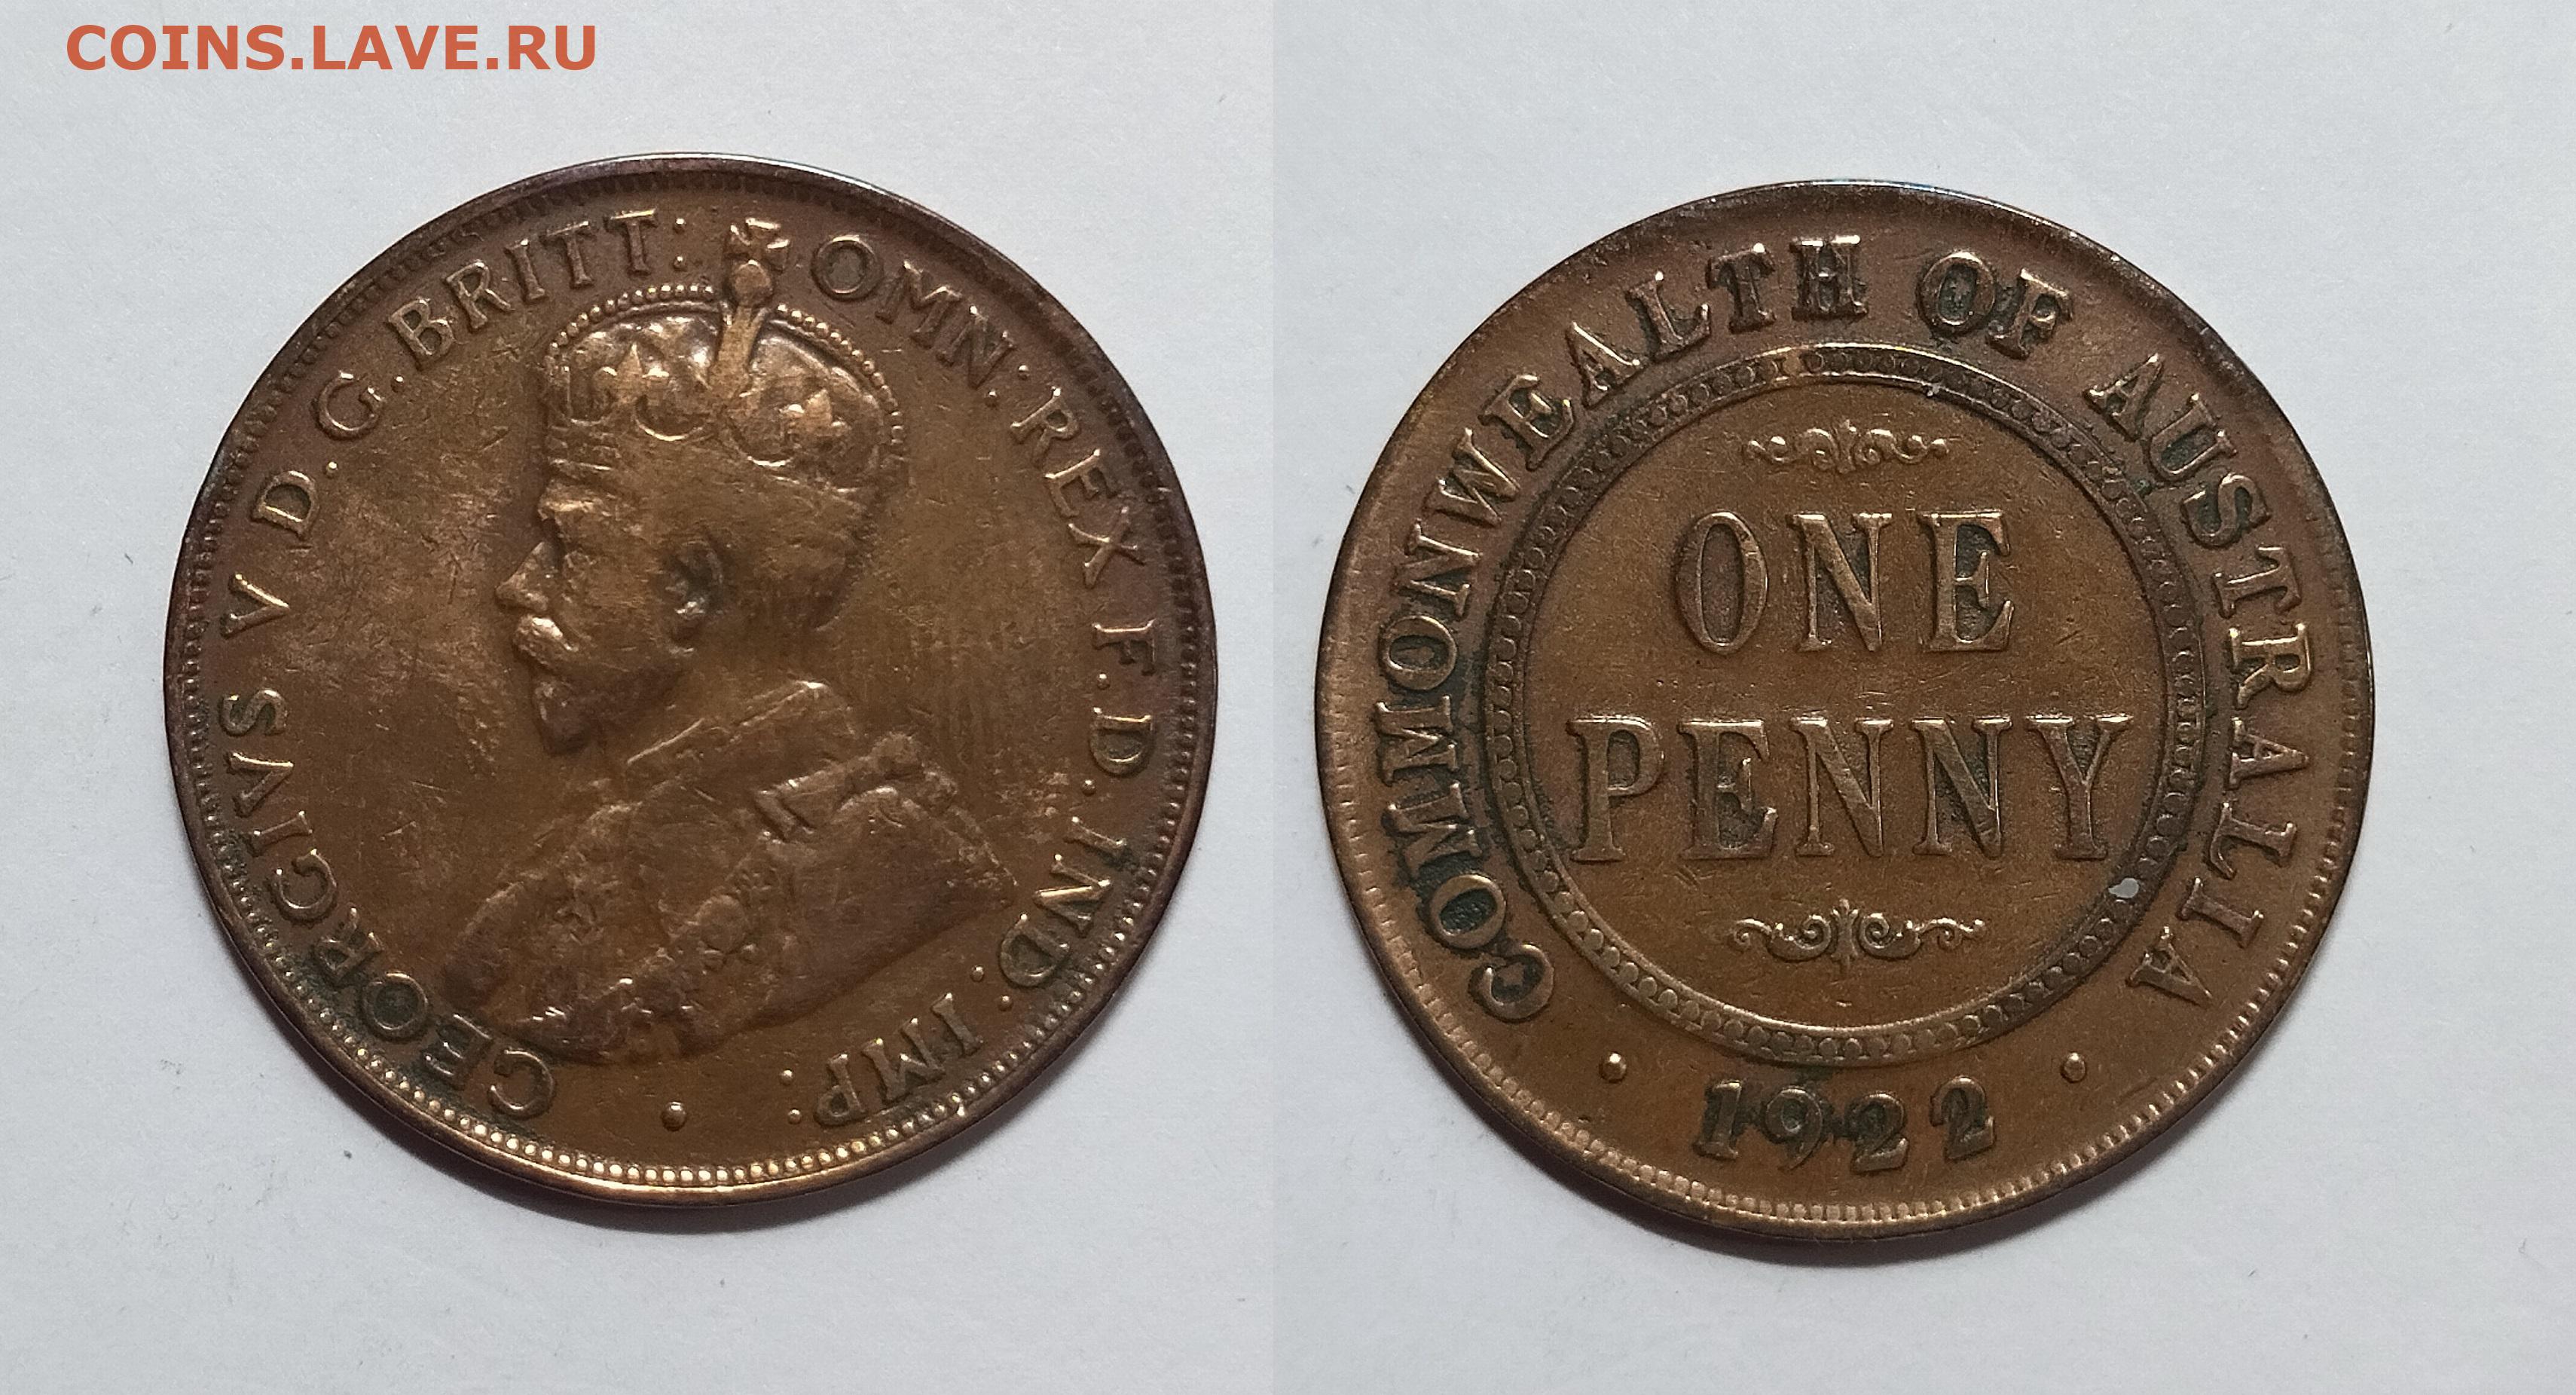 COINS.LAVE.RU
GEORGIVS V D.G.BRITT: OMN:REX F.D.IND:IMP:
COMMONWEALTH OF AUSTRALIA
ONE
PENNY
1922